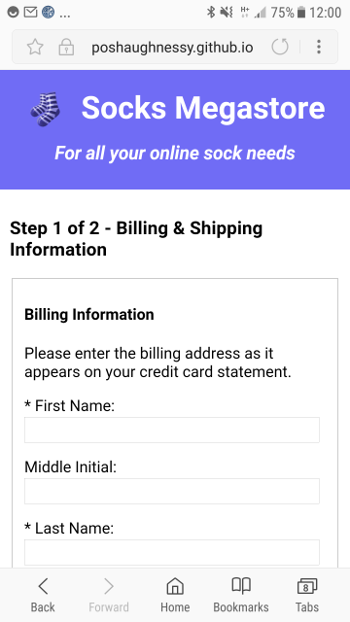 ... 75% 12:00
poshaughnessy.github.io
Socks Megastore
For all your online sock needs
Step 1 of 2 - Billing & Shipping
Information
Billing Information
Please enter the billing address as it
appears on your credit card statement.
* First Name:
Middle Initial:
* Last Name:
8
Back Forward Home Bookmarks Tabs